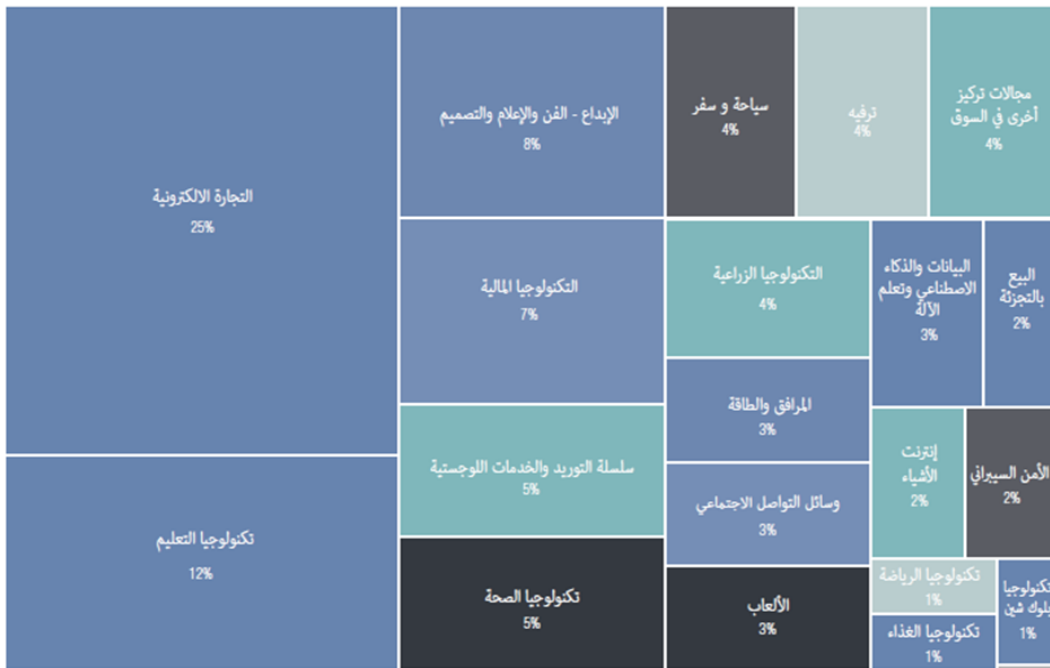 التجارة الالكترونية
25%
تكنولوجيا التعليم
12%
الإبداع - الفن والإعلام والتصميم
8%
التكنولوجيا المالية
7%
سلسلة التوريد والخدمات اللوجستية
5%
تكنولوجيا الصحة
5%
سياحة و سفر
4%
ترفيه
4%
مجالات تركيز
أخرى في السوق
4%
التكنولوجيا الزراعية
4%
المرافق والطاقة
3%
وسائل التواصل الاجتماعي
3%
الألعاب
3%
البيانات والذكاء
الاصطناعي وتعلم
الآلة
3%
البيع
بالتجزئة
2%
إنترنت
الأشياء
2%
الأمن السيبراني
2%
تكنولوجيا الرياضة
1%
تكنولوجيا الغذاء
1%
تكنولوجيا
بلوك شين
1%